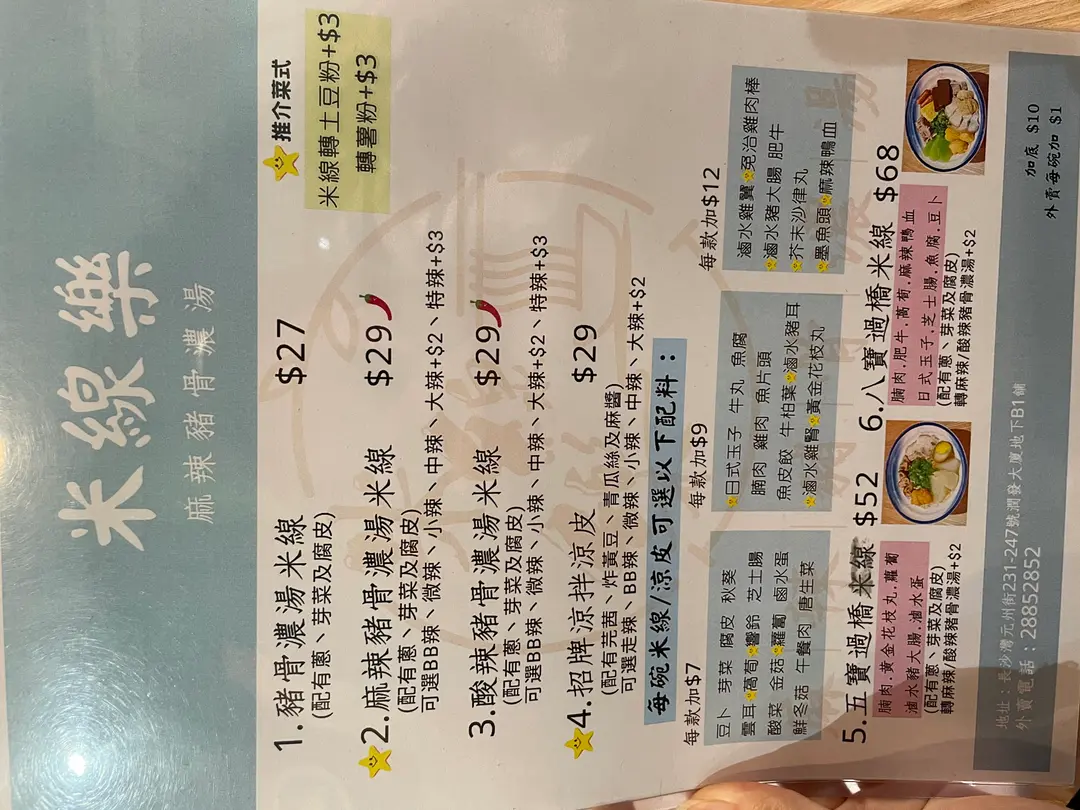 米線樂
麻辣豬骨濃湯
推介菜式
米線轉土豆粉+$3
轉薯粉+$3
1.豬骨濃湯米線 $27
(配有蔥、芽菜及腐皮)
2.麻辣豬骨濃湯米線 $29
(配有蔥、芽菜及腐皮)
可選BB辣、微辣、小辣、中辣、大辣+$2、特辣+$3
3.酸辣豬骨濃湯米線 $29
(配有蔥、芽菜及腐皮)
可選BB辣、微辣、小辣、中辣、大辣+$2、特辣+$3
4.招牌涼拌涼皮 $29
(配有芫茜、炸黃豆、青瓜絲及麻醬)
可選走辣、BB辣、微辣、小辣、中辣、大辣+$2
每碗米線/涼皮可選以下配料：
每款加$7
豆卜 芽菜 腐皮 秋葵
雲耳 萵荀 響鈴 芝士腸
酸菜 金菇 蘿蔔 鹵水蛋
鮮冬菇 午餐肉 唐生菜
每款加$9
日式玉子 牛丸 魚腐
腩肉 雞肉 魚片頭
魚皮餃 牛柏葉 滷水豬耳
滷水雞腎 黃金花枝丸
每款加$12
滷水雞翼 免治雞肉棒
滷水豬大腸 肥牛
芥末沙律丸
墨魚頭 麻辣鴨血
5.五寶過橋米線 $52
腩肉.黃金花枝丸.蘿蔔
滷水豬大腸.滷水蛋
(配有蔥、芽菜及腐皮)
轉麻辣/酸辣豬骨濃湯+$2
6.八寶過橋米線 $68
腩肉.肥牛.萵荀.麻辣鴨血
日式玉子.芝士腸.魚腐.豆卜
(配有蔥、芽菜及腐皮)
轉麻辣/酸辣豬骨濃湯+$2
地址：長沙灣元州街231-247號潤發大夏地下B1舖
外賣電話：28852852
加底 $10
外賣每碗加 $1